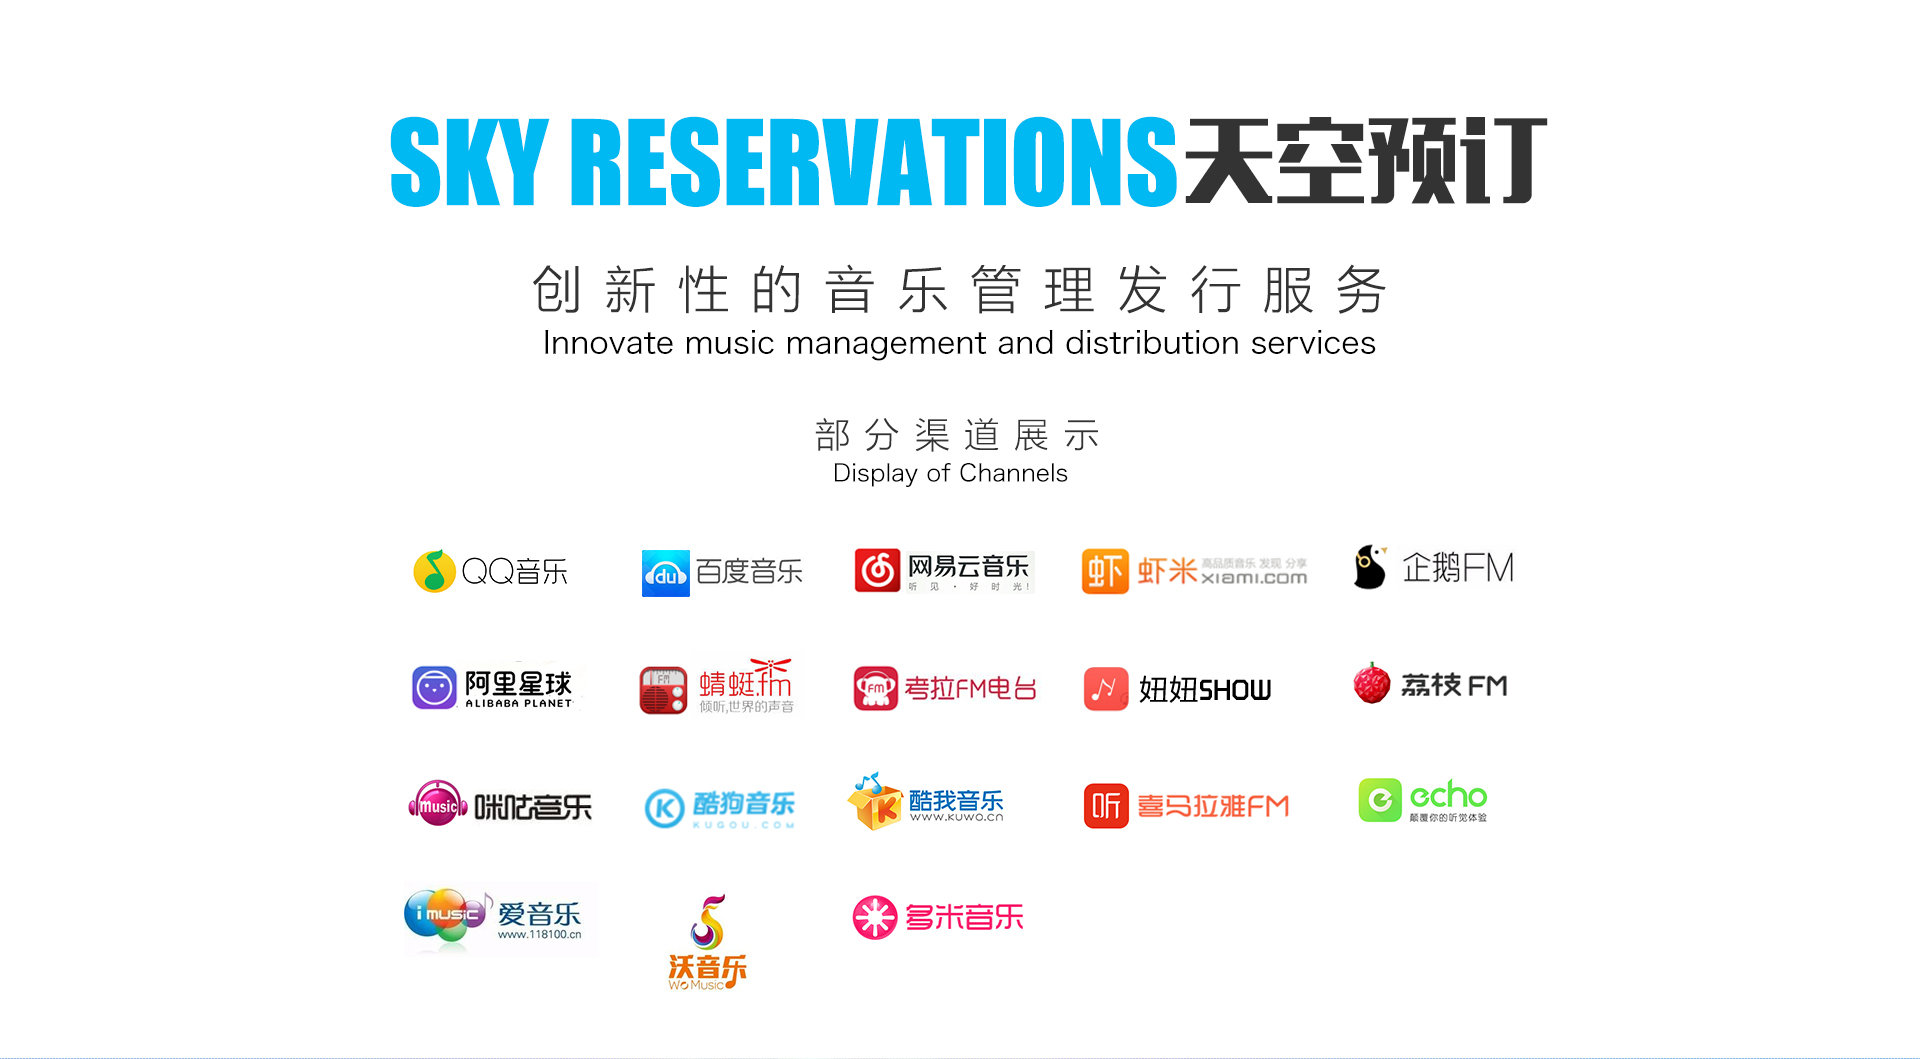 SKY RESERVATIONS天空预订
创新性的音乐管理发行服务
Innovate music management and distribution services
部分渠道展示
Display of Channels
QQ音乐
du 百度音乐
网易云音乐
听见·好时光!
虾 虾米 高品质音乐 发现 分享
xiami.com
企鹅FM
阿里星球
ALIBABA PLANET
FM 蜻蜓.fm
倾听,世界的声音
FM 考拉FM电台
妞妞SHOW
荔枝 FM
music 咪咕音乐
K 酷狗音乐
KUGOU.COM
K 酷我音乐
WWW.KUWO.CN
听 喜马拉雅FM
echo
颠覆你的听觉体验
i music 爱音乐
www.118100.cn
沃音乐
Wo Music
多米音乐